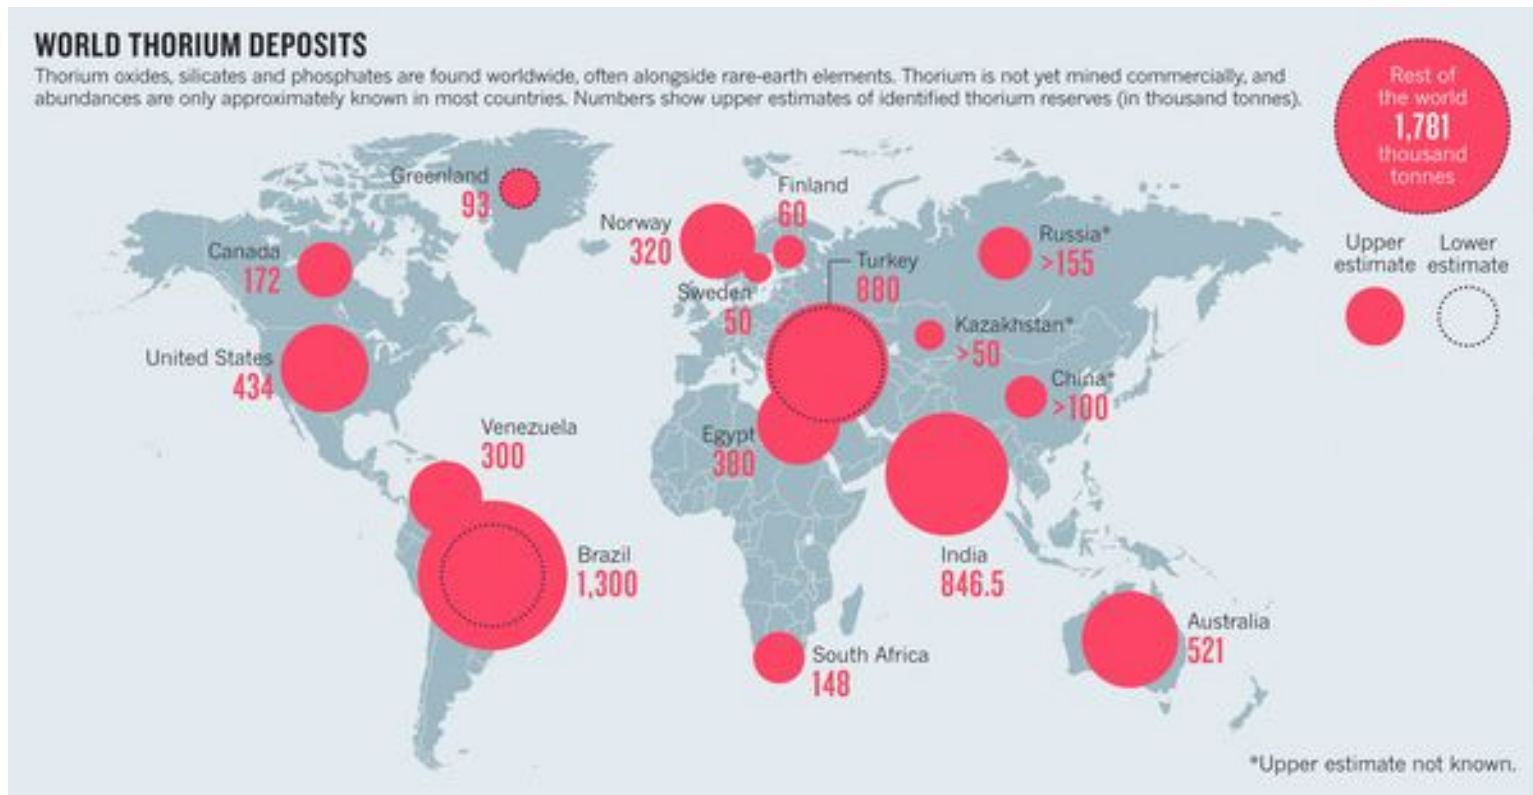 WORLD THORIUM DEPOSITS
Thorium oxides, silicates and phosphates are found worldwide, often alongside rare-earth elements. Thorium is not yet mined commercially, and
abundances are only approximately known in most countries. Numbers show upper estimates of identified thorium reserves (in thousand tonnes).
Rest of
the world
1,781
thousand
tonnes
Upper
estimate
Lower
estimate
Greenland
93
Canada
172
United States
434
Venezuela
300
Brazil
1,300
Norway
320
Finland
60
Sweden
50
Turkey
880
Russia*
>155
Kazakhstan*
>50
China*
>100
Egypt
380
India
846.5
South Africa
148
Australia
521
*Upper estimate not known.